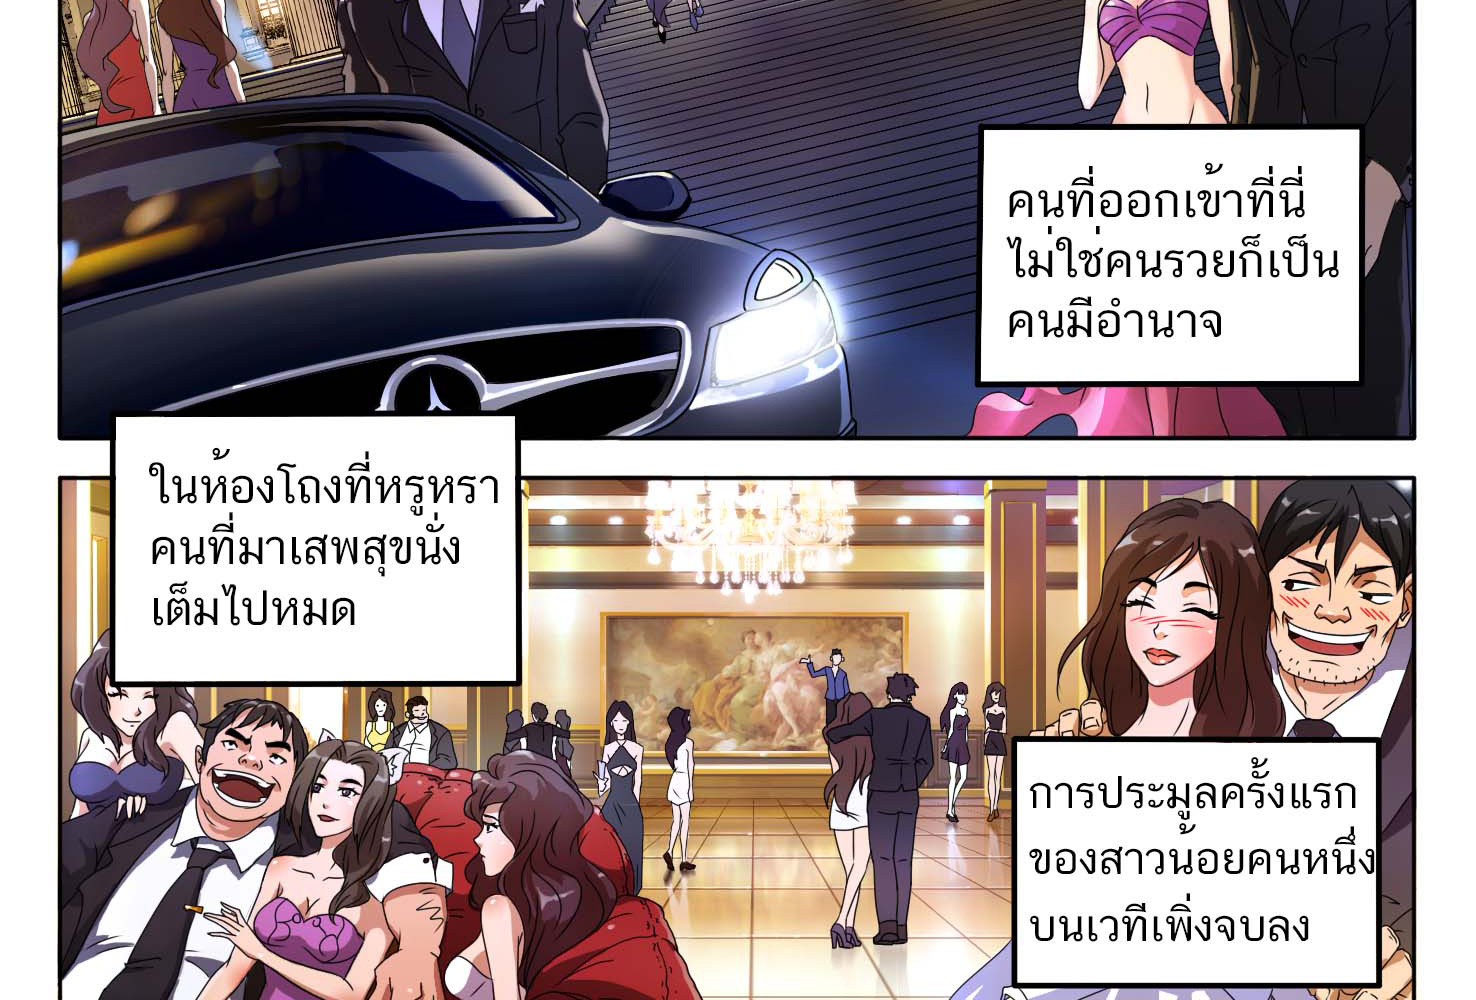 คนที่ออกเข้าที่นี่
ไม่ใช่คนรวยก็เป็น
คนมีอำนาจ
ในห้องโถงที่หรูหรา
คนที่มาเสพสุขนั่ง
เต็มไปหมด
การประมูลครั้งแรก
ของสาวน้อยคนหนึ่ง
บนเวทีเพิ่งจบลง